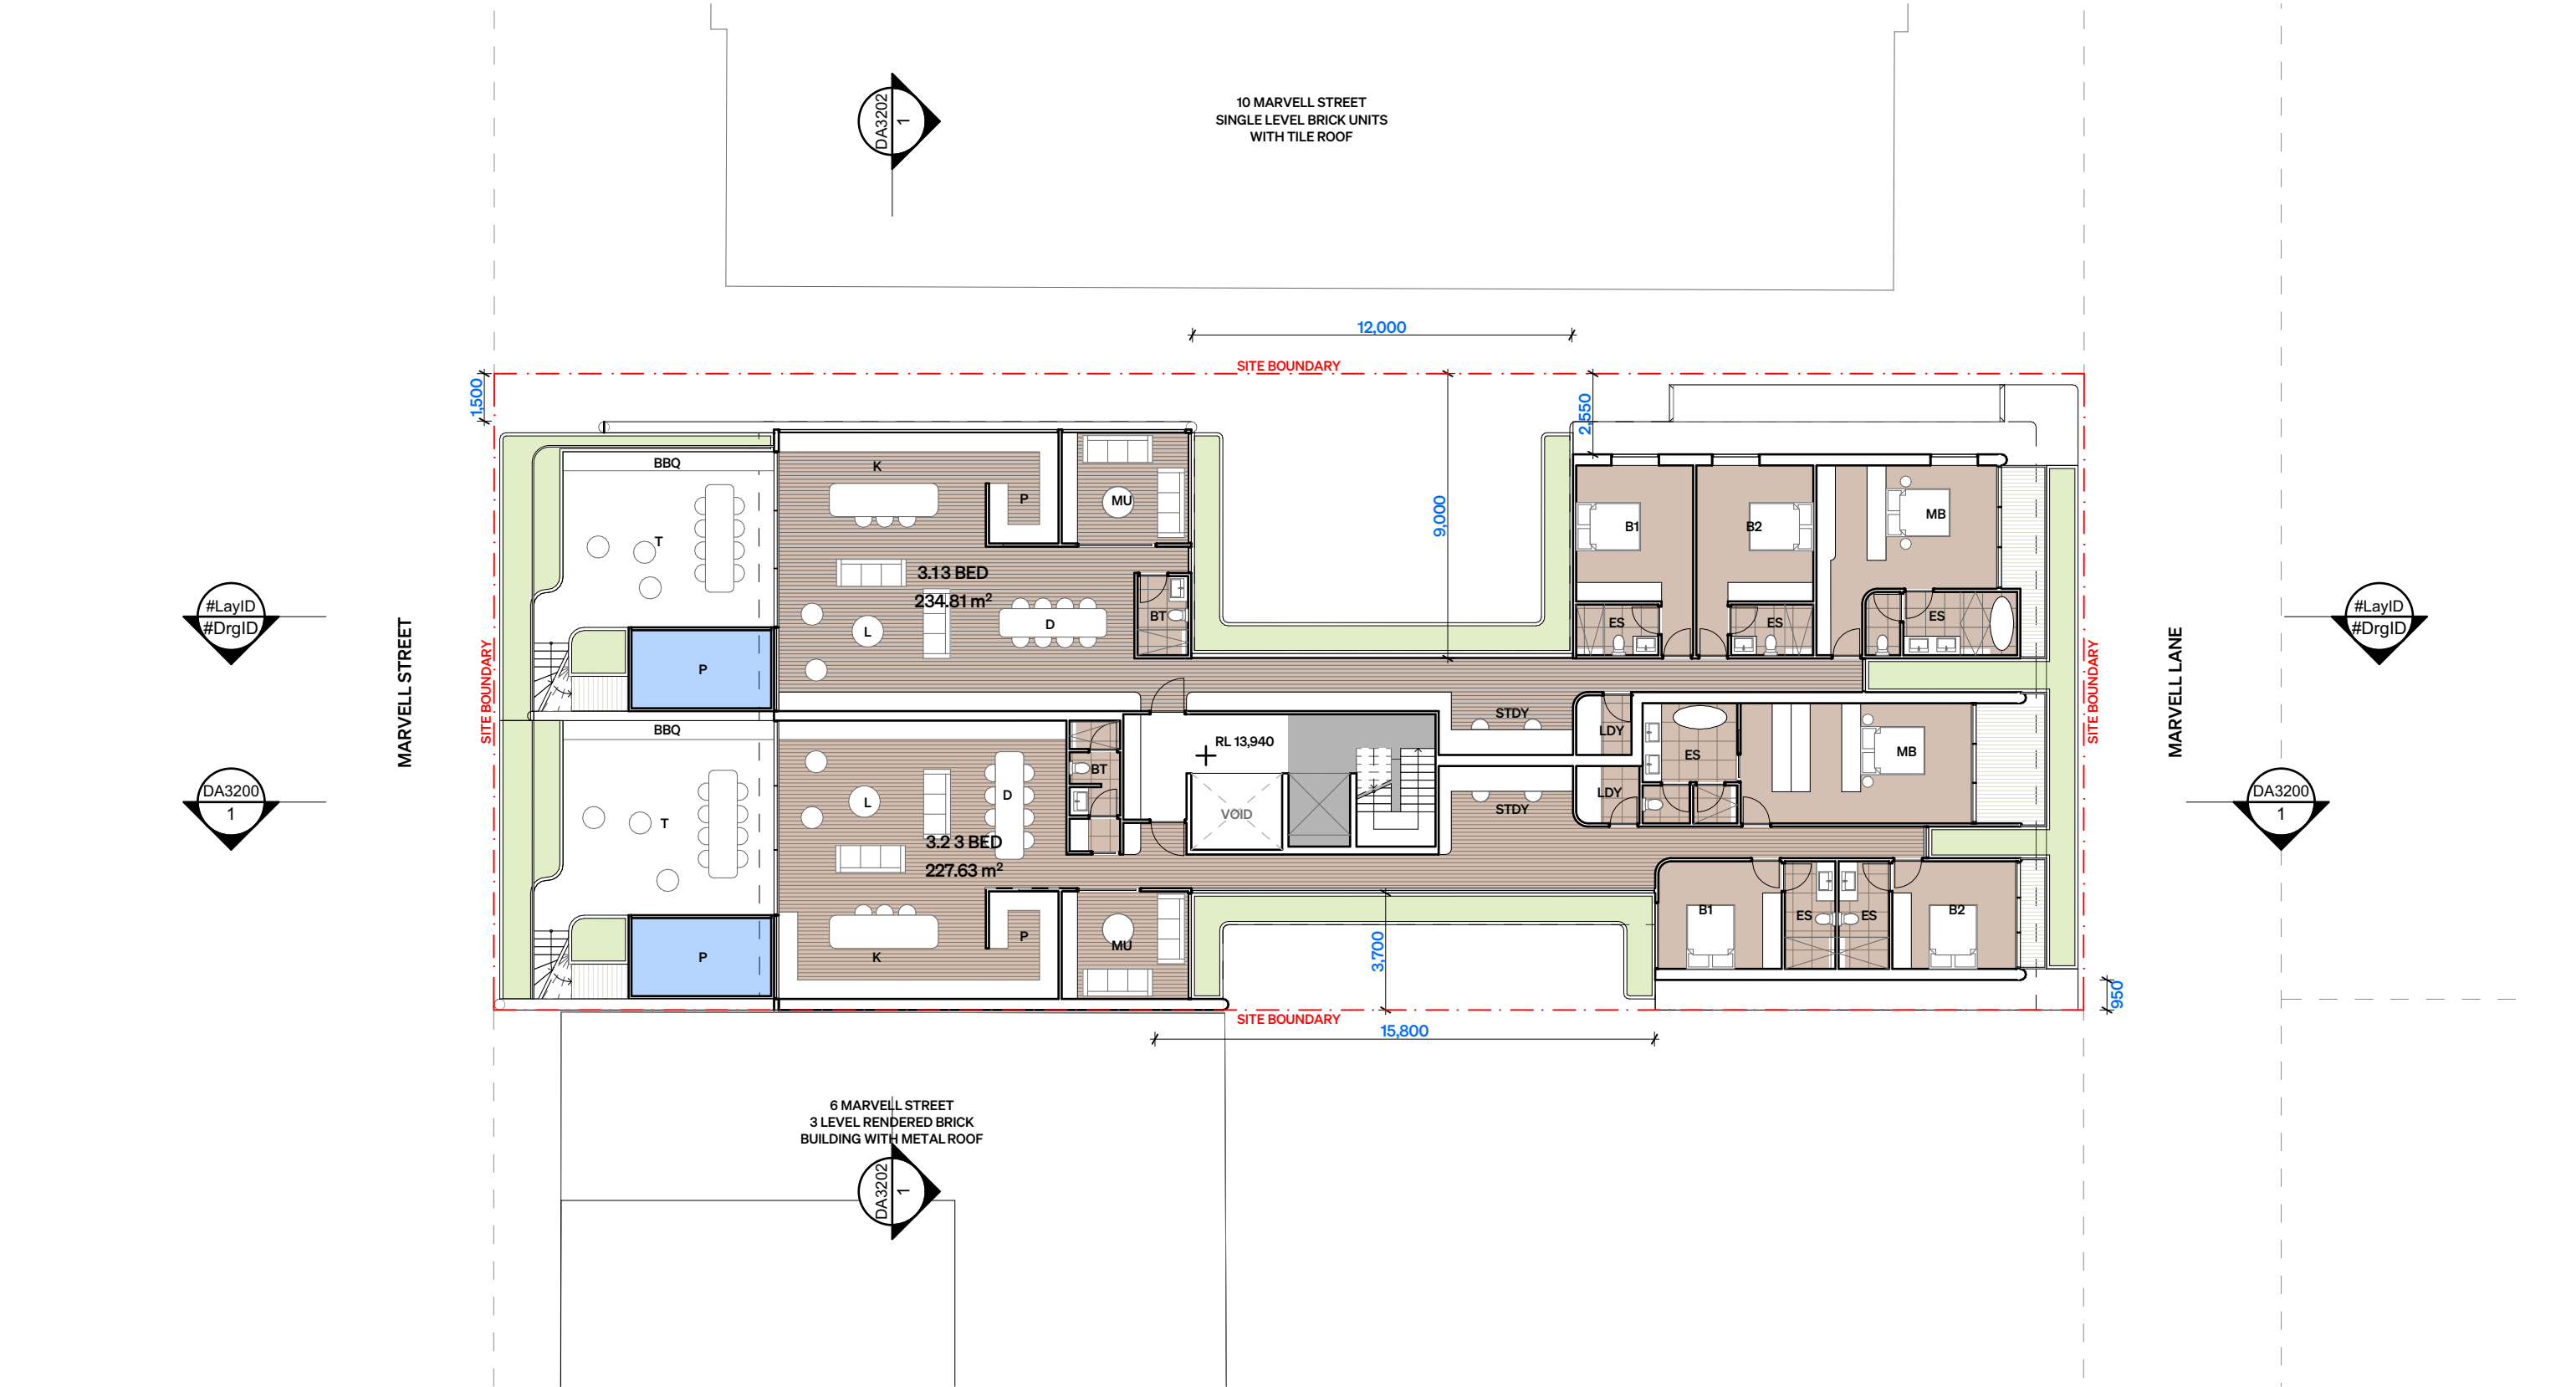 DA3202
1
10 MARVELL STREET
SINGLE LEVEL BRICK UNITS
WITH TILE ROOF
12,000
SITE BOUNDARY
1,500
2,550
9,000
BBQ
K
P
MU
T
B1
B2
MB
3.13 BED
234.81 m²
L
D
BT
ES
ES
ES
P
#LayID
#DrgID
#LayID
#DrgID
MARVELL STREET
SITE BOUNDARY
SITE BOUNDARY
MARVELL LANE
BBQ
STDY
LDY
RL 13,940
ES
MB
BT
L
D
LDY
STDY
VOID
T
DA3200
1
DA3200
1
3.2 3 BED
227.63 m²
B1
ES
ES
B2
P
K
P
MU
3,700
950
SITE BOUNDARY
15,800
6 MARVELL STREET
3 LEVEL RENDERED BRICK
BUILDING WITH METAL ROOF
DA3202
1